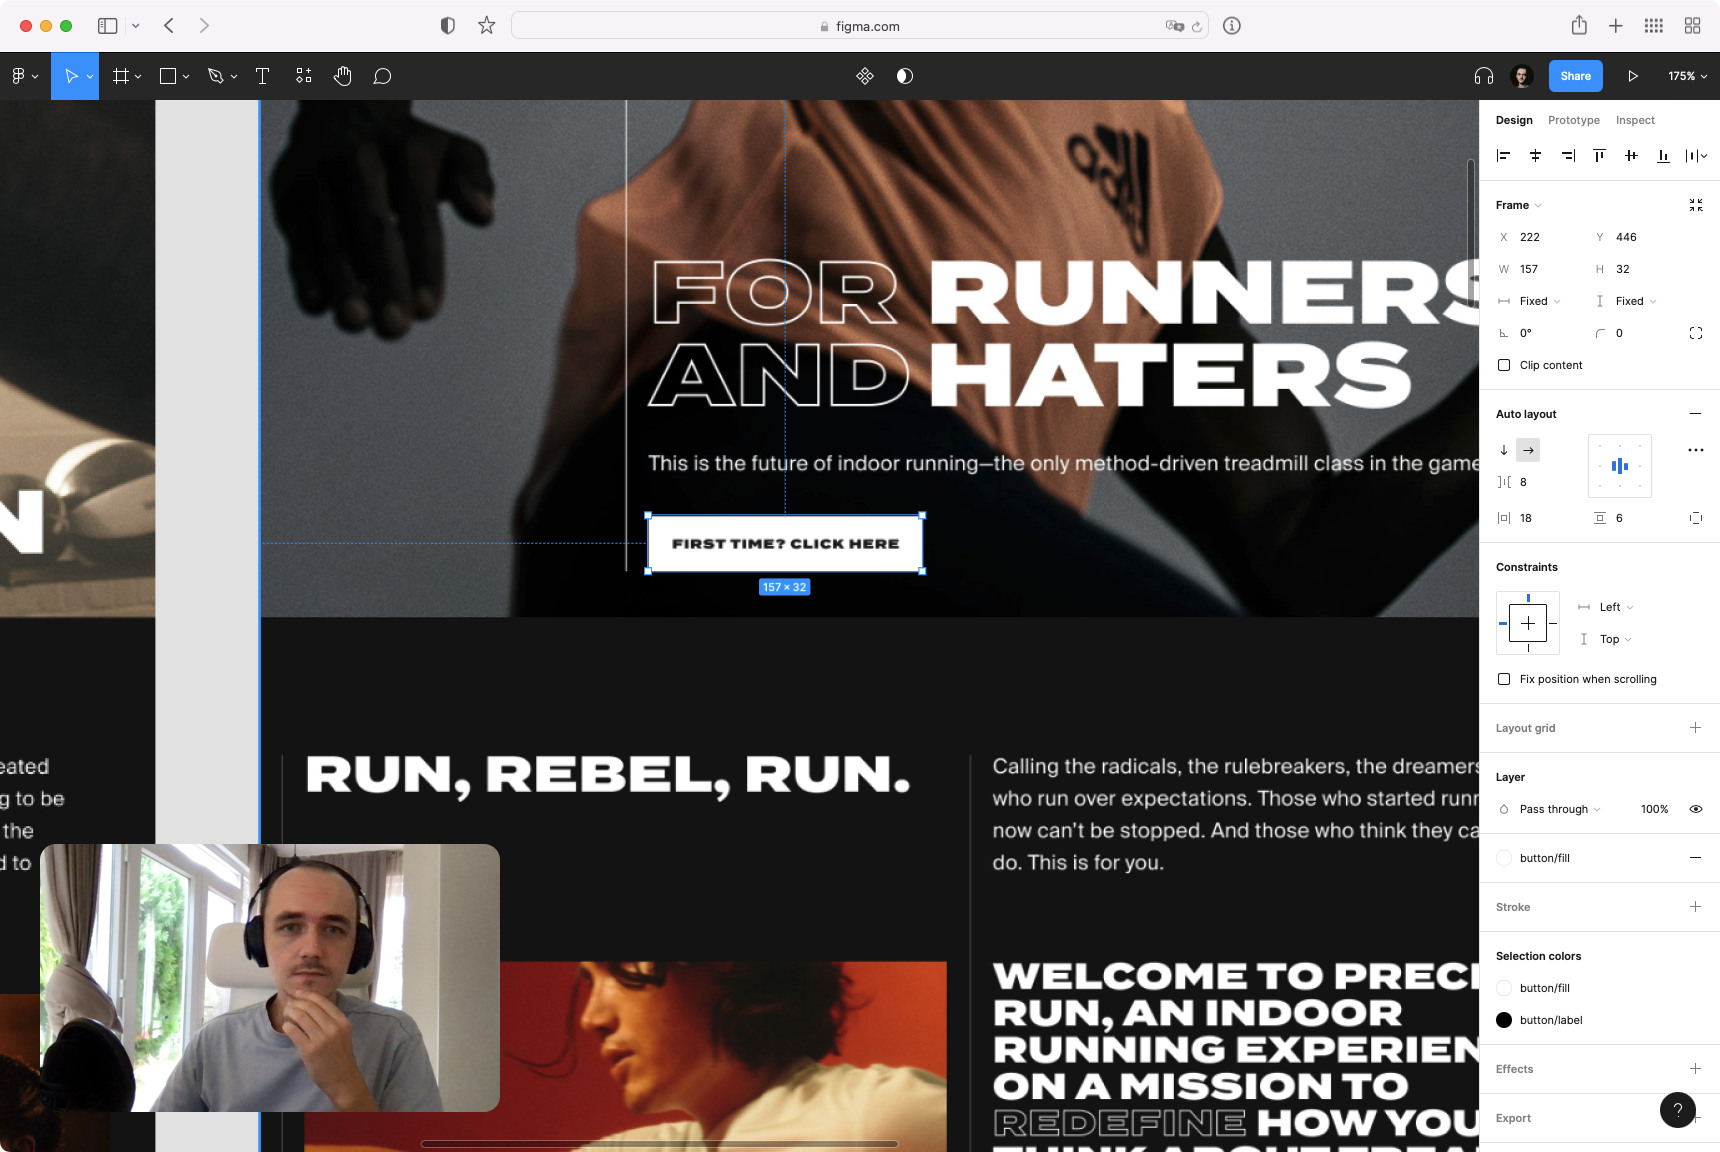 figma.com
Share
175%
Design Prototype Inspect
Frame
X 222 Y 446
W 157 H 32
Fixed Fixed
0° 0
Clip content
Auto layout
8
18 6
Constraints
Left
Top
Fix position when scrolling
Layout grid
Layer
Pass through 100%
button/fill
Stroke
Selection colors
button/fill
button/label
Effects
Export
?
FOR RUNNERS
AND HATERS
This is the future of indoor running—the only method-driven treadmill class in the game
FIRST TIME? CLICK HERE
157 × 32
N
eated
g to be
the
d to
RUN, REBEL, RUN.
Calling the radicals, the rulebreakers, the dreamers
who run over expectations. Those who started runn
now can't be stopped. And those who think they ca
do. This is for you.
WELCOME TO PRECI
RUN, AN INDOOR
RUNNING EXPERIEN
ON A MISSION TO
REDEFINE HOW YOU
THINK ABOUT TREA